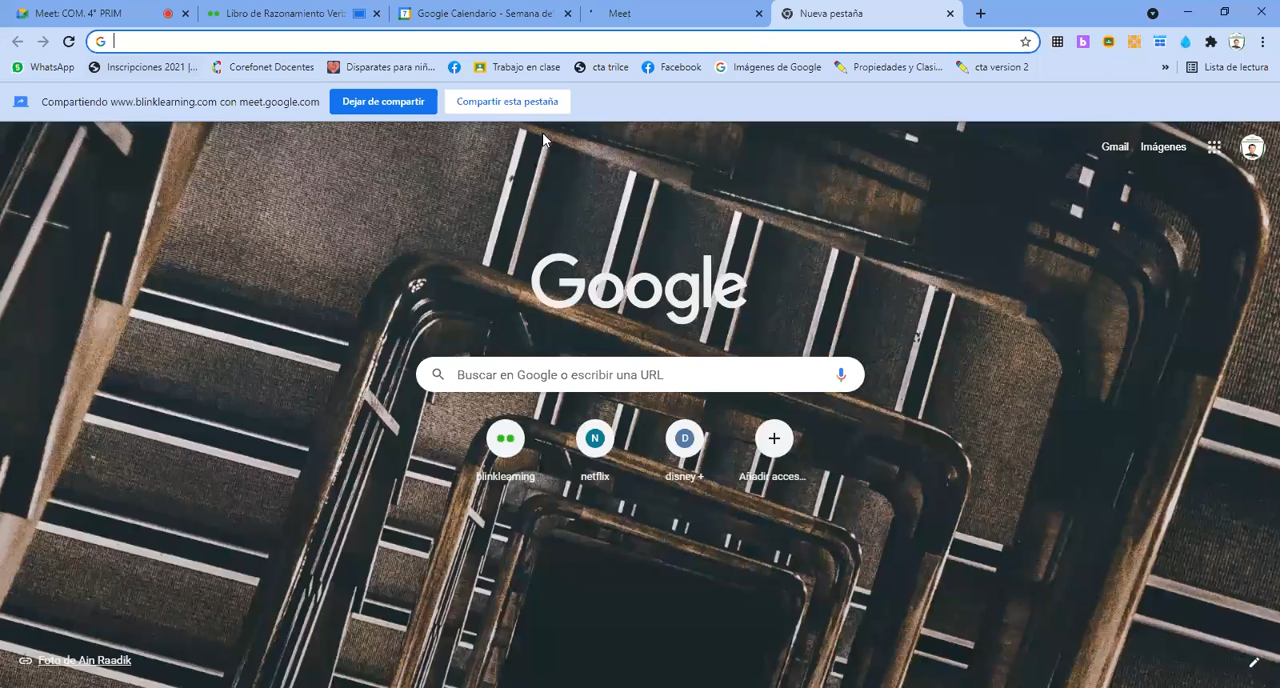 Meet: COM. 4° PRIM
Libro de Razonamiento Verb
Google Calendario - Semana de
Meet
Nueva pestaña
WhatsApp
Inscripciones 2021 |...
Corefonet Docentes
Disparates para niñ...
Trabajo en clase
cta trilce
Facebook
Imágenes de Google
Propiedades y Clasi...
cta version 2
»
Lista de lectura
Compartiendo www.blinklearning.com con meet.google.com
Dejar de compartir
Compartir esta pestaña
Gmail
Imágenes
Google
Buscar en Google o escribir una URL
N
D
blinklearning
netflix
disney +
Añadir acces...
Foto de Ain Raadik